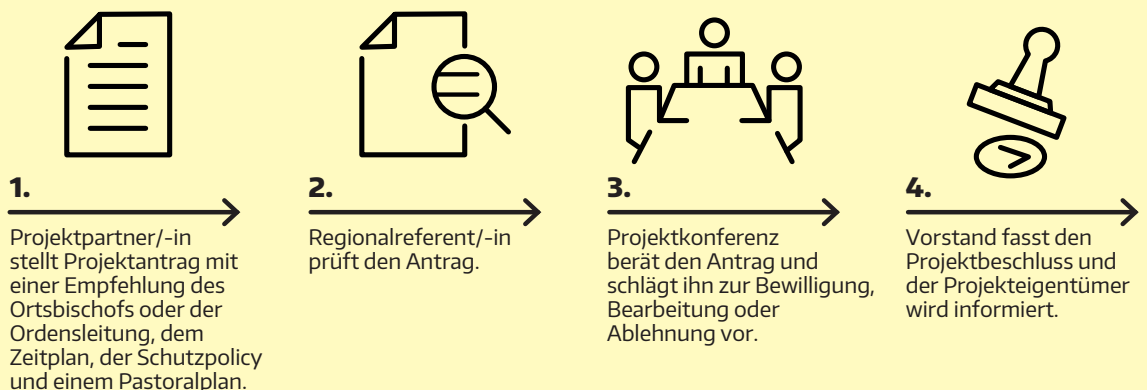 1.
Projektpartner/-in
stellt Projektantrag mit
einer Empfehlung des
Ortsbischofs oder der
Ordensleitung, dem
Zeitplan, der Schutzpolicy
und einem Pastoralplan.
2.
Regionalreferent/-in
prüft den Antrag.
3.
Projektkonferenz
berät den Antrag und
schlägt ihn zur Bewilligung,
Bearbeitung oder
Ablehnung vor.
4.
Vorstand fasst den
Projektbeschluss und
der Projekteigentümer
wird informiert.